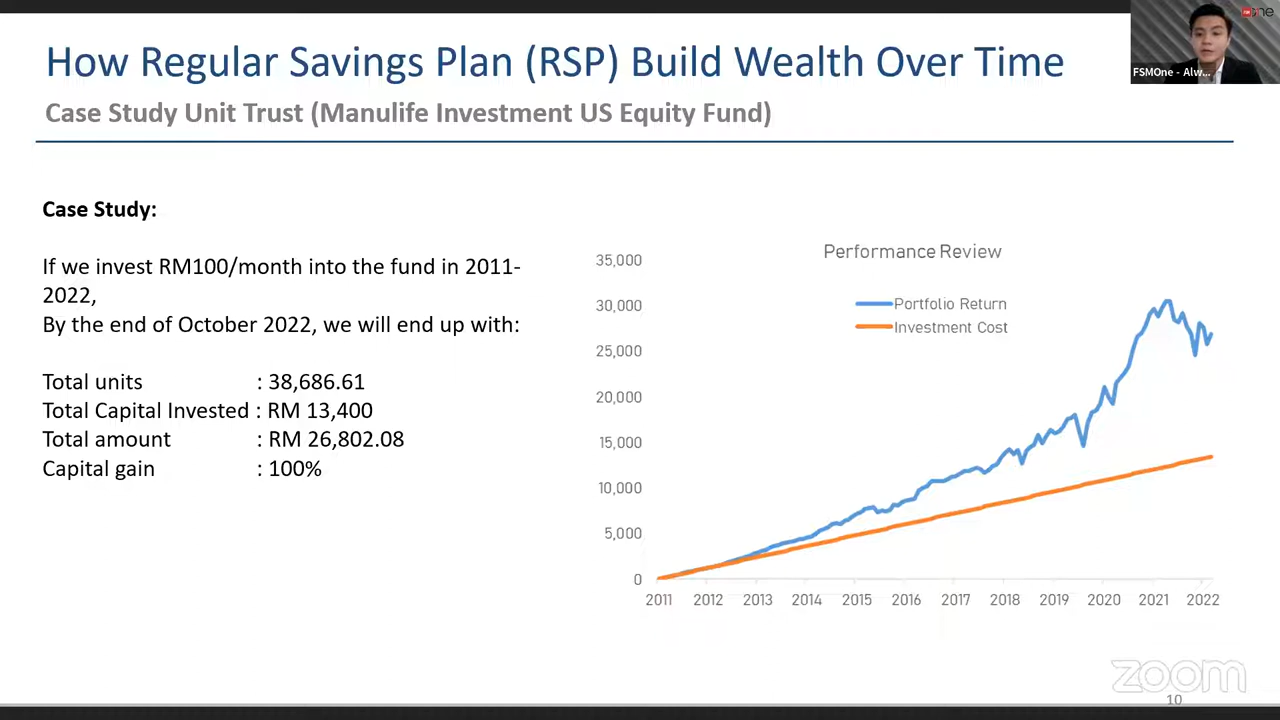 How Regular Savings Plan (RSP) Build Wealth Over Time
Case Study Unit Trust (Manulife Investment US Equity Fund)
FSMOne - Alw...
Case Study:
If we invest RM100/month into the fund in 2011-
2022,
By the end of October 2022, we will end up with:
Total units : 38,686.61
Total Capital Invested : RM 13,400
Total amount : RM 26,802.08
Capital gain : 100%
Performance Review
Portfolio Return
Investment Cost
35,000
30,000
25,000
20,000
15,000
10,000
5,000
0
2011 2012 2013 2014 2015 2016 2017 2018 2019 2020 2021 2022
zoom
10